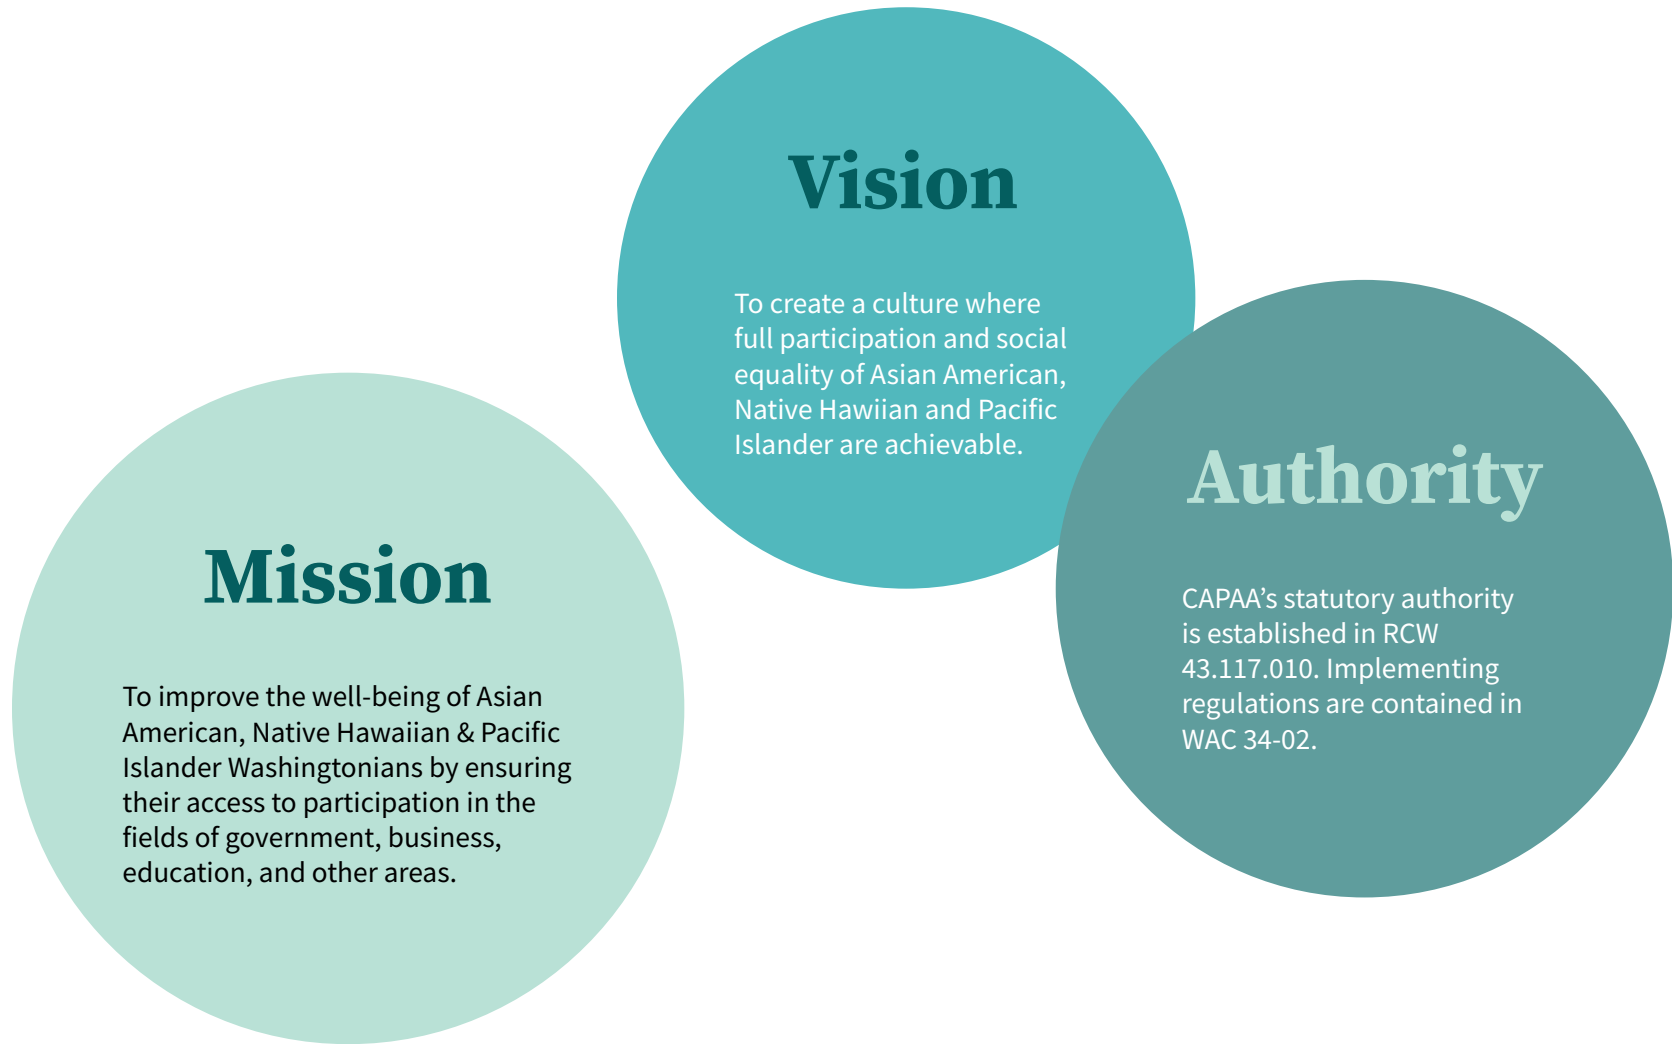 Vision
To create a culture where
full participation and social
equality of Asian American,
Native Hawiian and Pacific
Islander are achievable.
Authority
CAPAA’s statutory authority
is established in RCW
43.117.010. Implementing
regulations are contained in
WAC 34-02.
Mission
To improve the well-being of Asian
American, Native Hawaiian & Pacific
Islander Washingtonians by ensuring
their access to participation in the
fields of government, business,
education, and other areas.